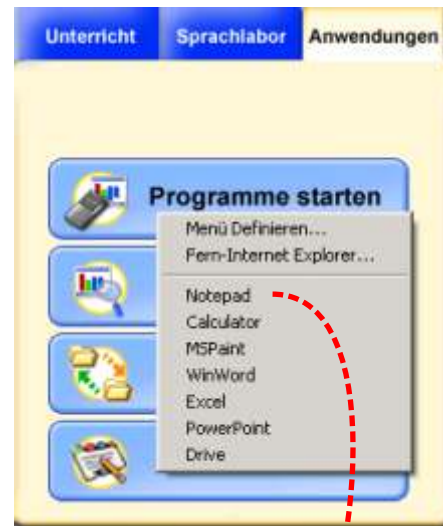 Unterricht Sprachlabor Anwendungen
Programme starten
Menü Definieren...
Fern-Internet Explorer...
Notepad
Calculator
MSPaint
WinWord
Excel
PowerPoint
Drive